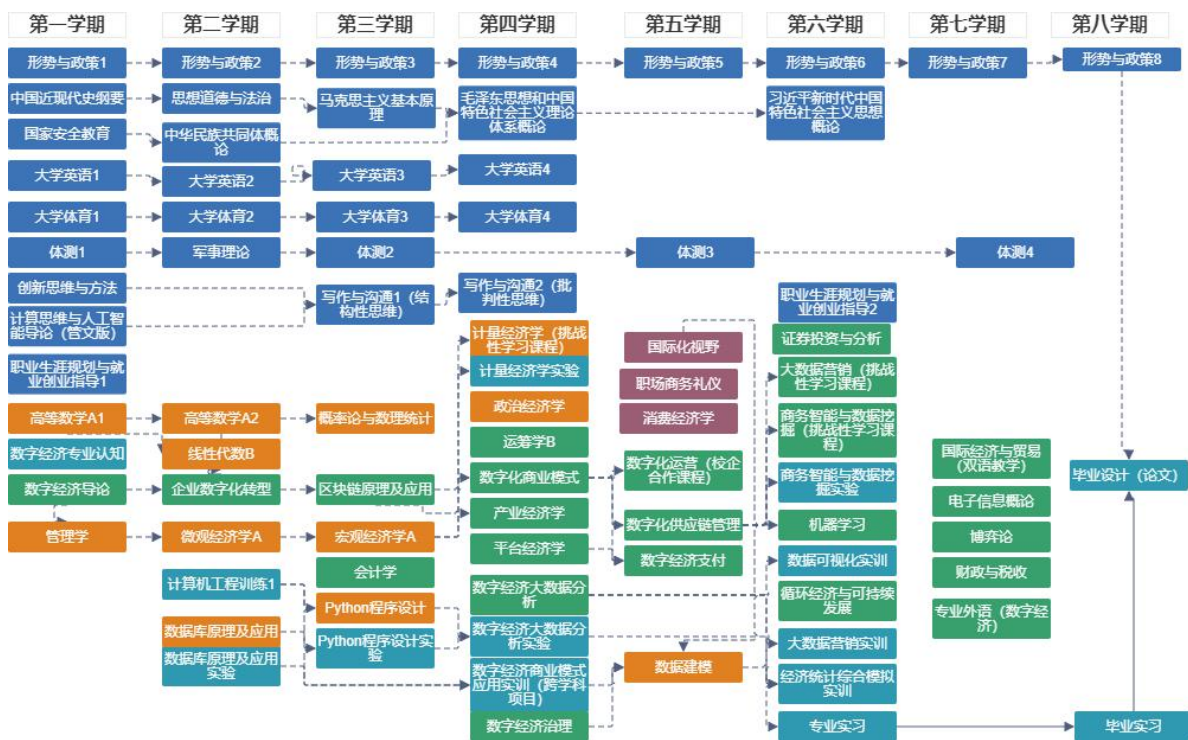 第一学期
第二学期
第三学期
第四学期
第五学期
第六学期
第七学期
第八学期
形势与政策1
形势与政策2
形势与政策3
形势与政策4
形势与政策5
形势与政策6
形势与政策7
形势与政策8
中国近现代史纲要
思想道德与法治
马克思主义基本原
理
毛泽东思想和中国
特色社会主义理论
体系概论
习近平新时代中国
特色社会主义思想
概论
国家安全教育
中华民族共同体概
论
大学英语1
大学英语2
大学英语3
大学英语4
大学体育1
大学体育2
大学体育3
大学体育4
体测1
军事理论
体测2
体测3
体测4
创新思维与方法
计算思维与人工智
能导论（营文版）
写作与沟通1（结
构性思维）
写作与沟通2（批
判性思维）
职业生涯规划与就
业创业指导2
职业生涯规划与就
业创业指导1
计量经济学（挑战
性学习课程）
计量经济学实验
政治经济学
运筹学B
国际化视野
职场商务礼仪
消费经济学
证券投资与分析
大数据营销（挑战
性学习课程）
商务智能与数据挖
掘（挑战性学习课
程）
商务智能与数据挖
掘实验
高等数学A1
高等数学A2
概率论与数理统计
数字经济专业认知
线性代数B
数字经济导论
企业数字化转型
区块链原理及应用
数字化商业模式
数字化运营（校企
合作课程）
产业经济学
数字化供应链管理
机器学习
管理学
微观经济学A
宏观经济学A
平台经济学
数字经济支付
数据可视化实训
国际经济与贸易
(双语教学）
电子信息概论
博弈论
财政与税收
专业外语（数字经
济）
毕业设计（论文）
会计学
计算机工程训练1
Python程序设计
数字经济大数据分
析
循环经济与可持续
发展
数据库原理及应用
数据库原理及应用
实验
Python程序设计实
验
数字经济大数据分
析实验
大数据营销实训
数字经济商业模式
应用实训（跨学科
项目）
数据建模
经济统计综合模拟
实训
数字经济治理
专业实习
毕业实习